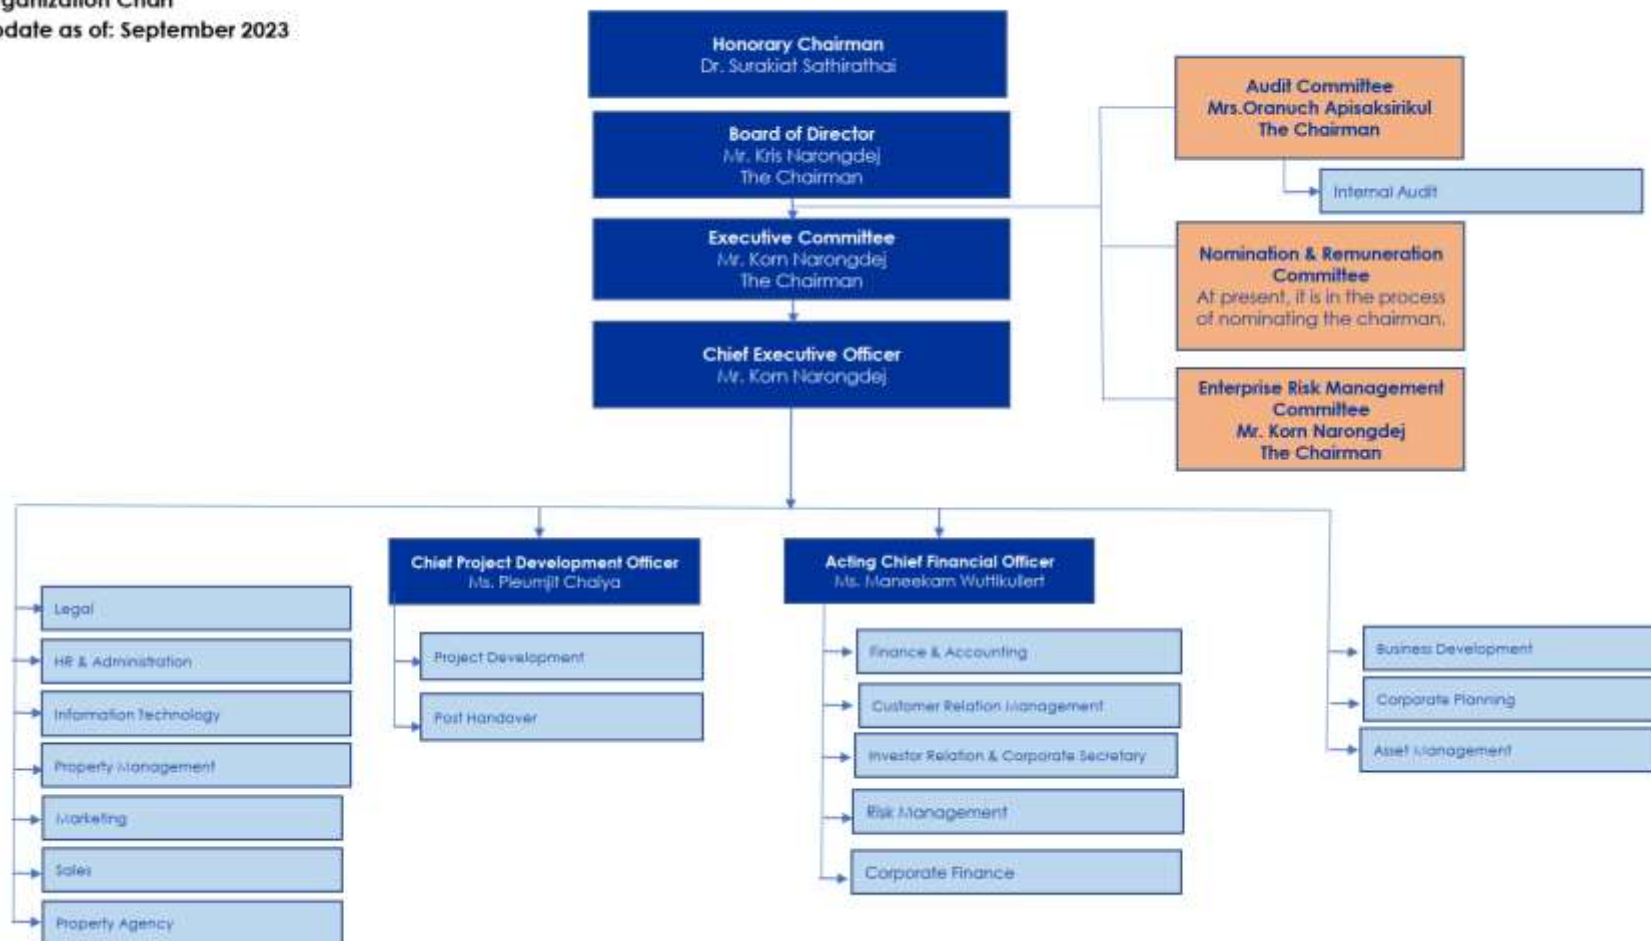 ganization Chart
pdate as of: September 2023
Honorary Chairman
Dr. Surakiat Sathirathai
Board of Director
Mr. Kris Narongdej
The Chairman
Executive Committee
Mr. Korn Narongdej
The Chairman
Chief Executive Officer
Mr. Korn Narongdej
Audit Committee
Mrs.Oranuch Apisaksirikul
The Chairman
Internal Audit
Nomination & Remuneration
Committee
At present, it is in the process
of nominating the chairman.
Enterprise Risk Management
Committee
Mr. Korn Narongdej
The Chairman
Legal
HR & Administration
Information Technology
Property Management
Marketing
Sales
Property Agency
Chief Project Development Officer
Ms. Pleumjit Chaiya
Project Development
Post Handover
Acting Chief Financial Officer
Ms. Maneekarn Wuttikullert
Finance & Accounting
Customer Relation Management
Investor Relation & Corporate Secretary
Risk Management
Corporate Finance
Business Development
Corporate Planning
Asset Management